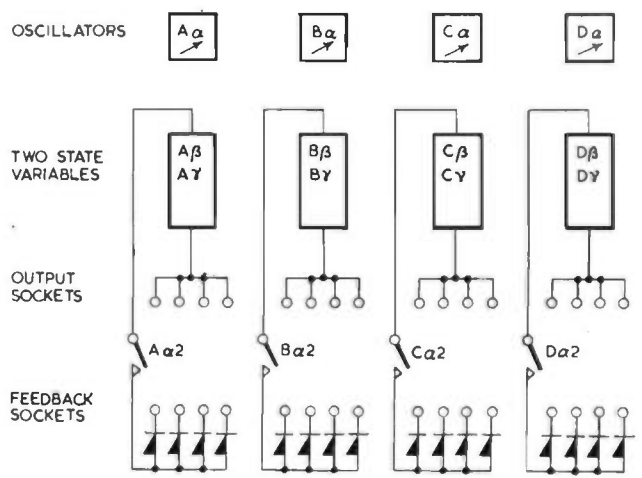 OSCILLATORS
Aα
Bα
Cα
Dα
TWO STATE
VARIABLES
Aβ
Aγ
Bβ
Bγ
Cβ
Cγ
Dβ
Dγ
OUTPUT
SOCKETS
Aα2
Bα2
Cα2
Dα2
FEEDBACK
SOCKETS